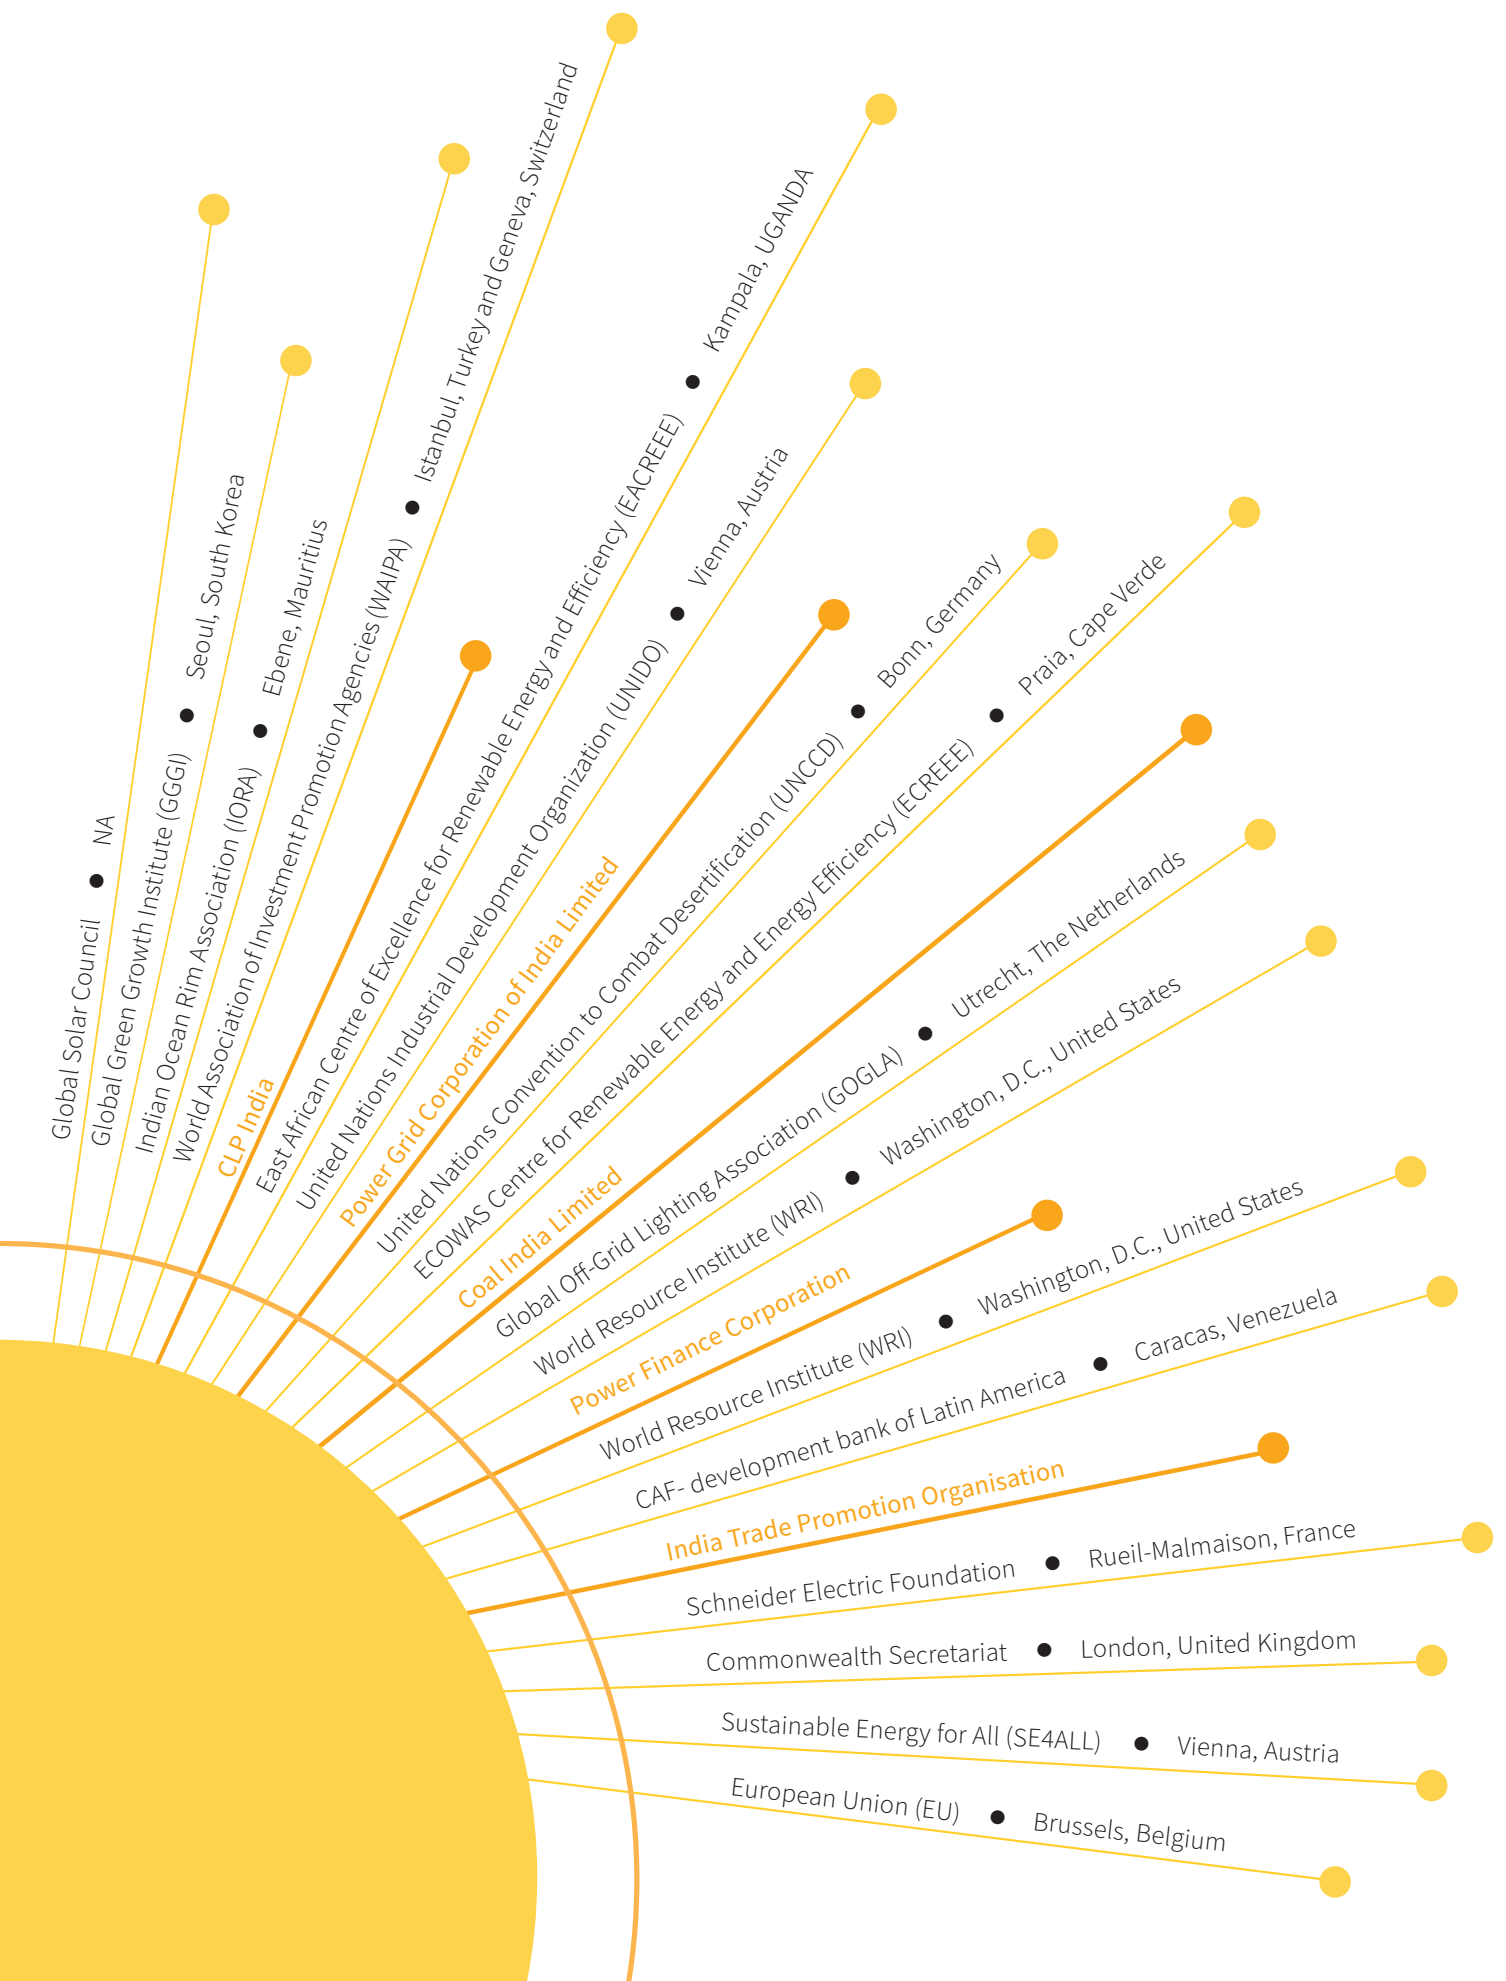 Global Solar Council ● NA
Global Green Growth Institute (GGGI) ● Seoul, South Korea
Indian Ocean Rim Association (IORA) ● Ebene, Mauritius
World Association of Investment Promotion Agencies (WAIPA) ● Istanbul, Turkey and Geneva, Switzerland
CLP India
East African Centre of Excellence for Renewable Energy and Efficiency (EACREEE) ● Kampala, UGANDA
United Nations Industrial Development Organization (UNIDO) ● Vienna, Austria
Power Grid Corporation of India Limited
United Nations Convention to Combat Desertification (UNCCD) ● Bonn, Germany
ECOWAS Centre for Renewable Energy and Energy Efficiency (ECREEE) ● Praia, Cape Verde
Coal India Limited
Global Off-Grid Lighting Association (GOGLA) ● Utrecht, The Netherlands
World Resource Institute (WRI) ● Washington, D.C., United States
Power Finance Corporation
World Resource Institute (WRI) ● Washington, D.C., United States
CAF- development bank of Latin America ● Caracas, Venezuela
India Trade Promotion Organisation
Schneider Electric Foundation ● Rueil-Malmaison, France
Commonwealth Secretariat ● London, United Kingdom
Sustainable Energy for All (SE4ALL) ● Vienna, Austria
European Union (EU) ● Brussels, Belgium